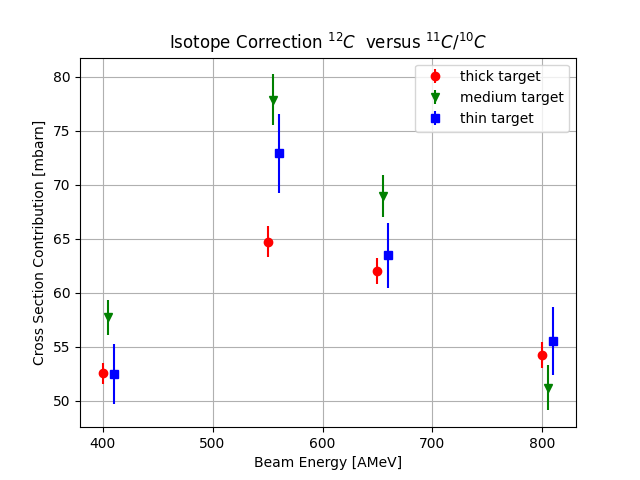 Isotope Correction ¹²C versus ¹¹C/¹⁰C
thick target
medium target
thin target
Cross Section Contribution [mbarn]
80
75
70
65
60
55
50
400 500 600 700 800
Beam Energy [AMeV]